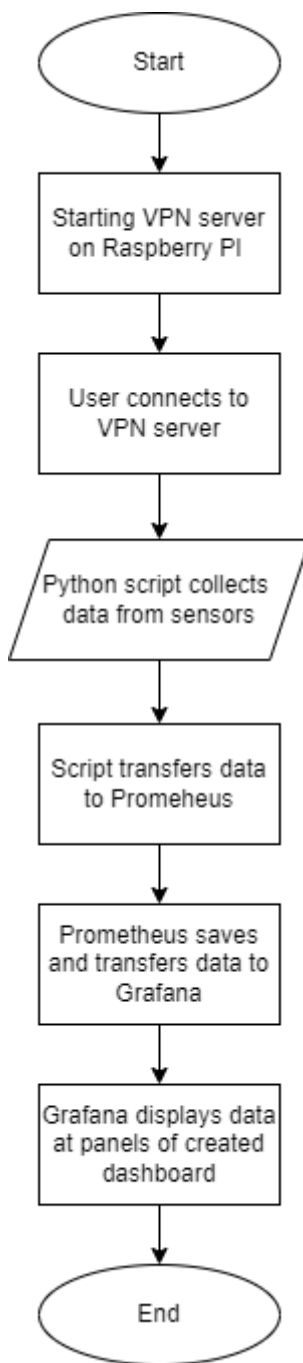 Start
Starting VPN server
on Raspberry PI
User connects to
VPN server
Python script collects
data from sensors
Script transfers data
to Promeheus
Prometheus saves
and transfers data to
Grafana
Grafana displays data
at panels of created
dashboard
End